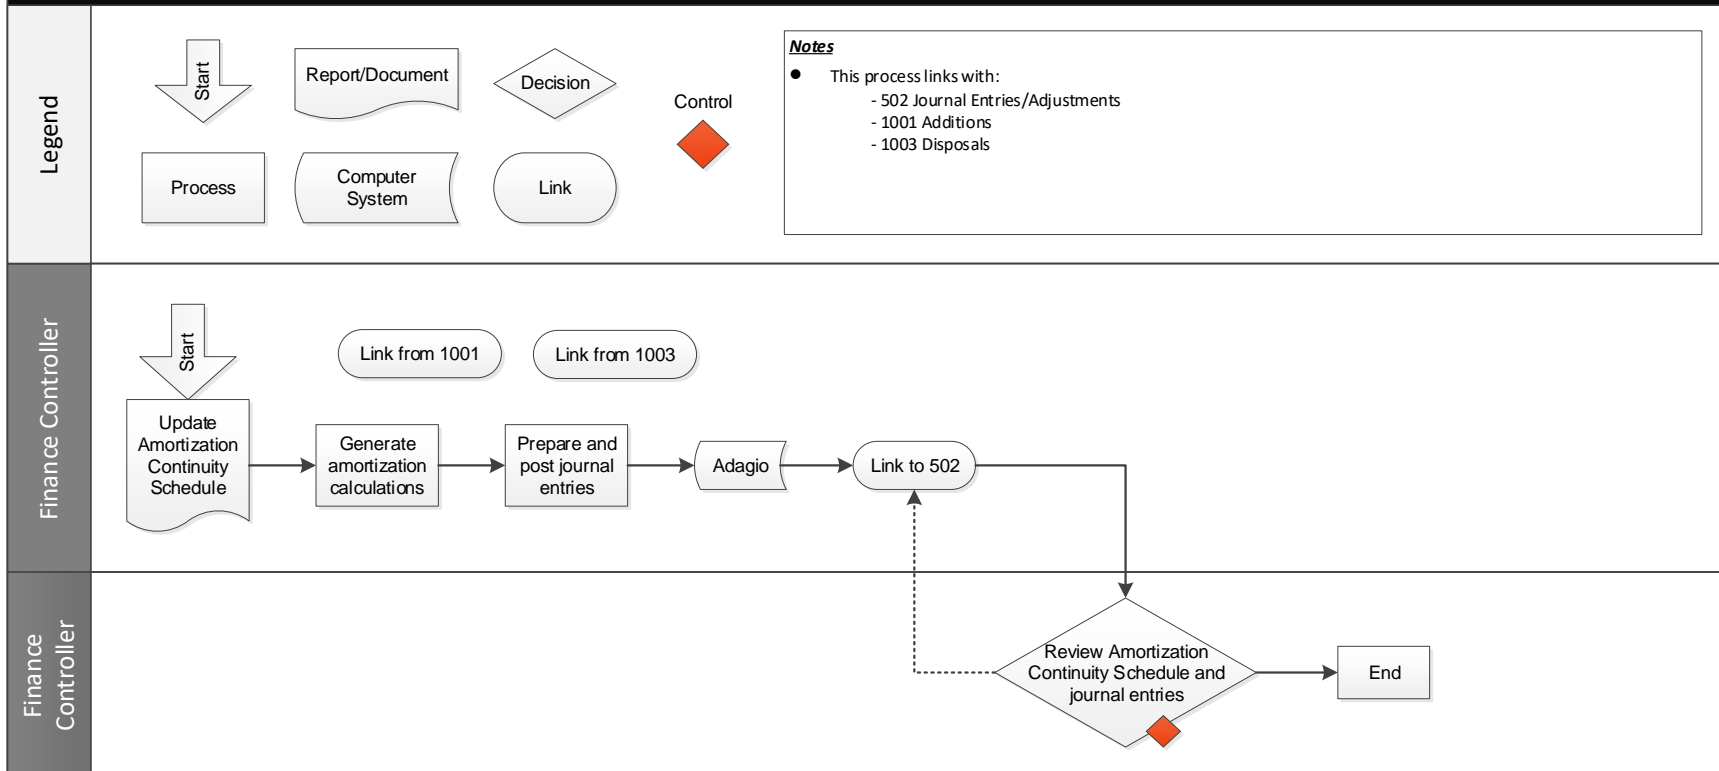 Legend
Start
Report/Document
Decision
Control
Process
Computer
System
Link
Notes
● This process links with:
- 502 Journal Entries/Adjustments
- 1001 Additions
- 1003 Disposals
Finance Controller
Start
Link from 1001
Link from 1003
Update
Amortization
Continuity
Schedule
Generate
amortization
calculations
Prepare and
post journal
entries
Adagio
Link to 502
Finance
Controller
Review Amortization
Continuity Schedule and
journal entries
End